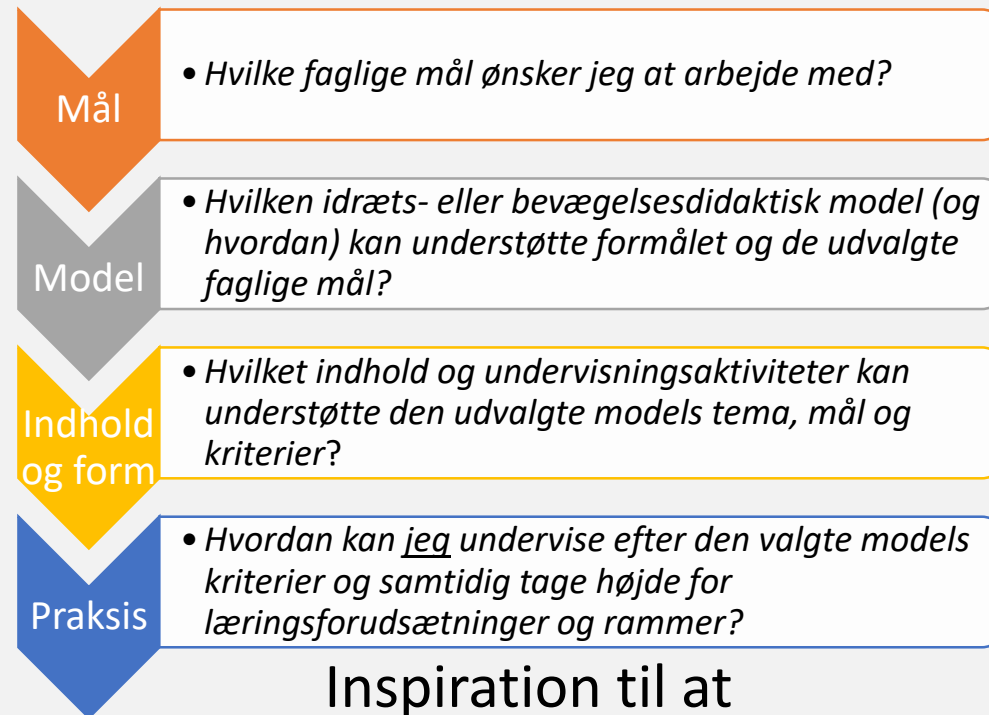 Mål
• Hvilke faglige mål ønsker jeg at arbejde med?
Model
• Hvilken idræts- eller bevægelsesdidaktisk model (og
hvordan) kan understøtte formålet og de udvalgte
faglige mål?
Indhold
og form
• Hvilket indhold og undervisningsaktiviteter kan
understøtte den udvalgte models tema, mål og
kriterier?
Praksis
• Hvordan kan jeg undervise efter den valgte models
kriterier og samtidig tage højde for
læringsforudsætninger og rammer?
Inspiration til at